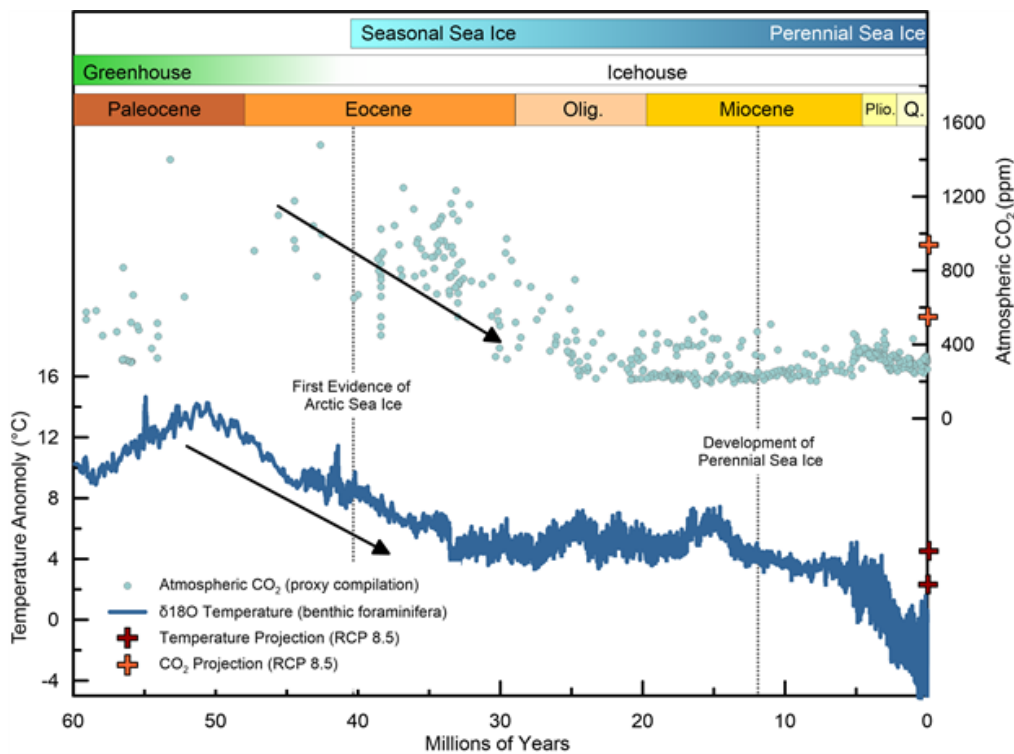 Seasonal Sea Ice Perennial Sea Ice
Greenhouse Icehouse
Paleocene Eocene Olig. Miocene Plio. Q.
1600
1200
800
400
0
Atmospheric CO₂ (ppm)
First Evidence of
Arctic Sea Ice
Development of
Perennial Sea Ice
16
12
8
4
0
-4
Temperature Anomoly (°C)
Atmospheric CO₂ (proxy compilation)
δ18O Temperature (benthic foraminifera)
Temperature Projection (RCP 8.5)
CO₂ Projection (RCP 8.5)
60 50 40 30 20 10 0
Millions of Years